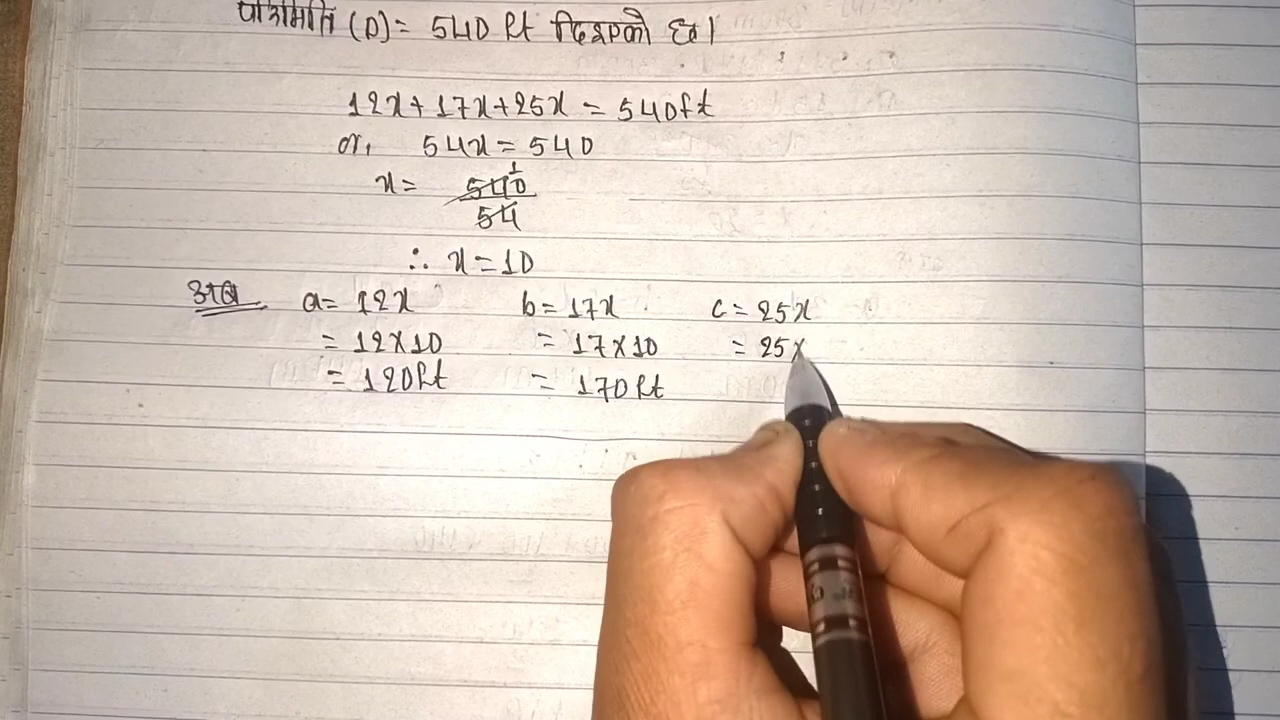 परिमिति (P) = 540 ft दिइएको छ।
12x + 17x + 25x = 540ft
or, 54x = 540
x = 540 10
54
∴ x = 10
अब a = 12x b = 17x c = 25x
= 12×10 = 17×10 = 25×
= 120ft = 170ft